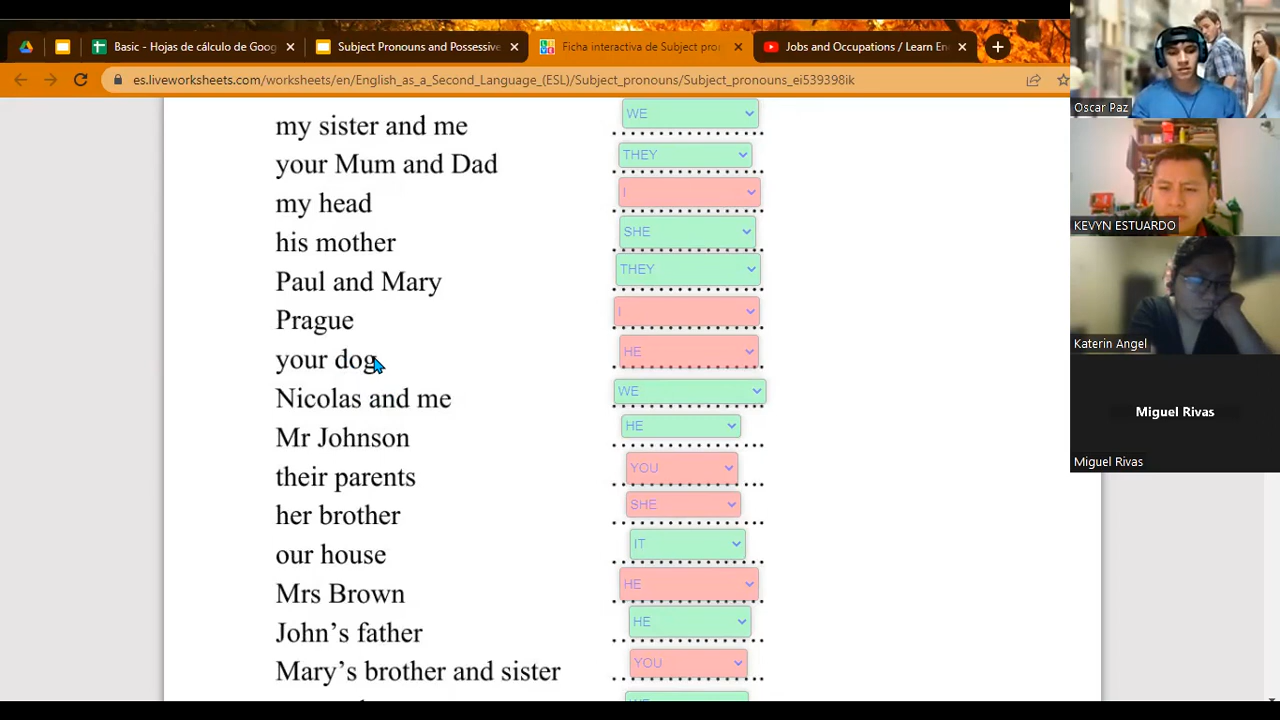 Basic - Hojas de cálculo de Goog
Subject Pronouns and Possessive
Ficha interactiva de Subject pro
Jobs and Occupations / Learn En
es.liveworksheets.com/worksheets/en/English_as_a_Second_Language_(ESL)/Subject_pronouns/Subject_pronouns_ei539398ik
my sister and me WE
your Mum and Dad THEY
my head I
his mother SHE
Paul and Mary THEY
Prague I
your dog HE
Nicolas and me WE
Mr Johnson HE
their parents YOU
her brother SHE
our house IT
Mrs Brown HE
John's father HE
Mary's brother and sister YOU
Oscar Paz
KEVYN ESTUARDO
Katerin Angel
Miguel Rivas
Miguel Rivas